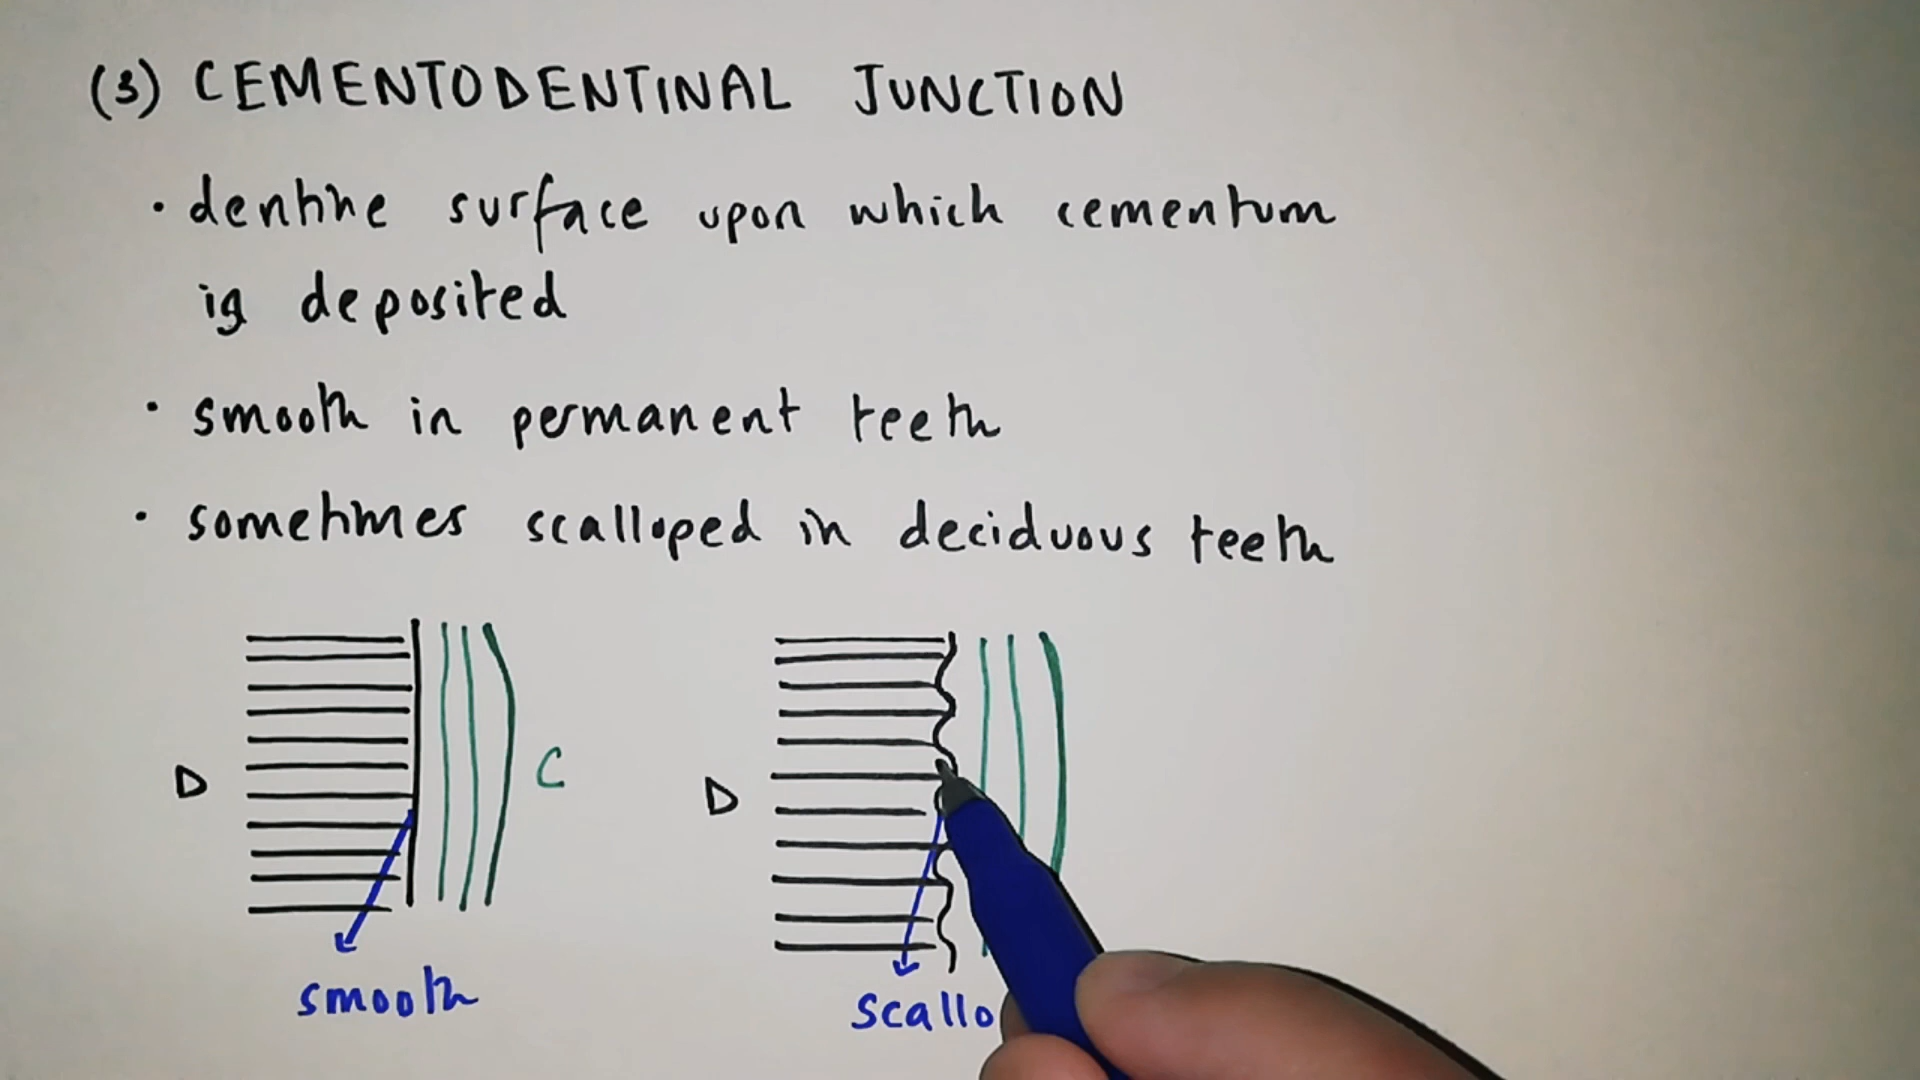 (3) CEMENTODENTINAL JUNCTION
• dentine surface upon which cementum
is deposited
• smooth in permanent teeth
• sometimes scalloped in deciduous teeth
D
C
D
smooth
scallo